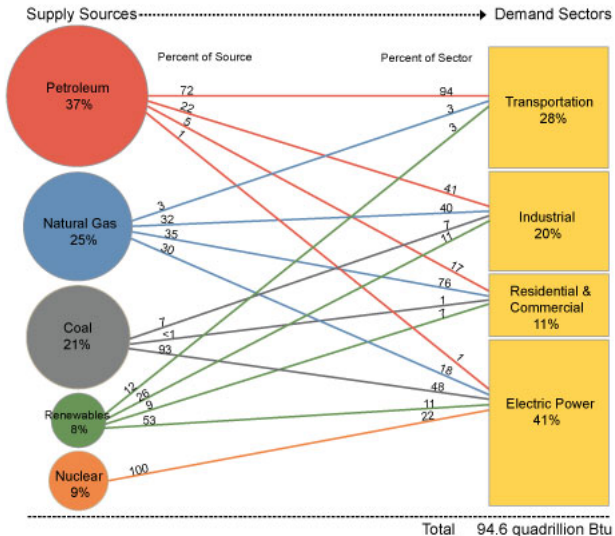 Supply Sources
Demand Sectors
Percent of Source
Percent of Sector
Petroleum
37%
72
22
5
1
Natural Gas
25%
3
32
35
30
Coal
21%
7
<1
93
Renewables
8%
12
26
9
53
Nuclear
9%
100
94
3
3
Transportation
28%
41
40
7
11
Industrial
20%
17
76
1
7
Residential &
Commercial
11%
1
18
48
11
22
Electric Power
41%
Total 94.6 quadrillion Btu